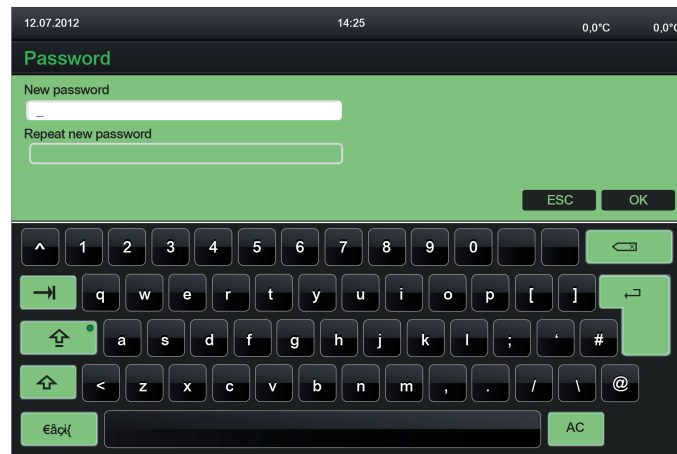 12.07.2012 14:25 0,0°C 0,0°C
Password
New password
_
Repeat new password
ESC OK
^ 1 2 3 4 5 6 7 8 9 0
q w e r t y u i o p [ ]
a s d f g h j k l ; ‘ #
< z x c v b n m , . / \ @
€âçi{ AC